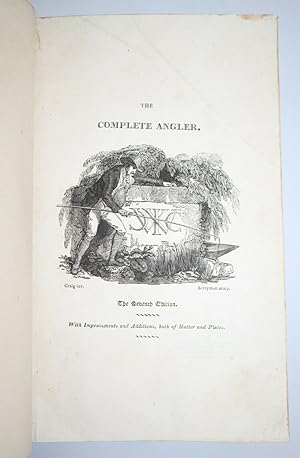 THE
COMPLETE ANGLER.
Craig inv.
Berryman sculp.
The Seventh Edition.
With Improvements and Additions, both of Matter and Plates.